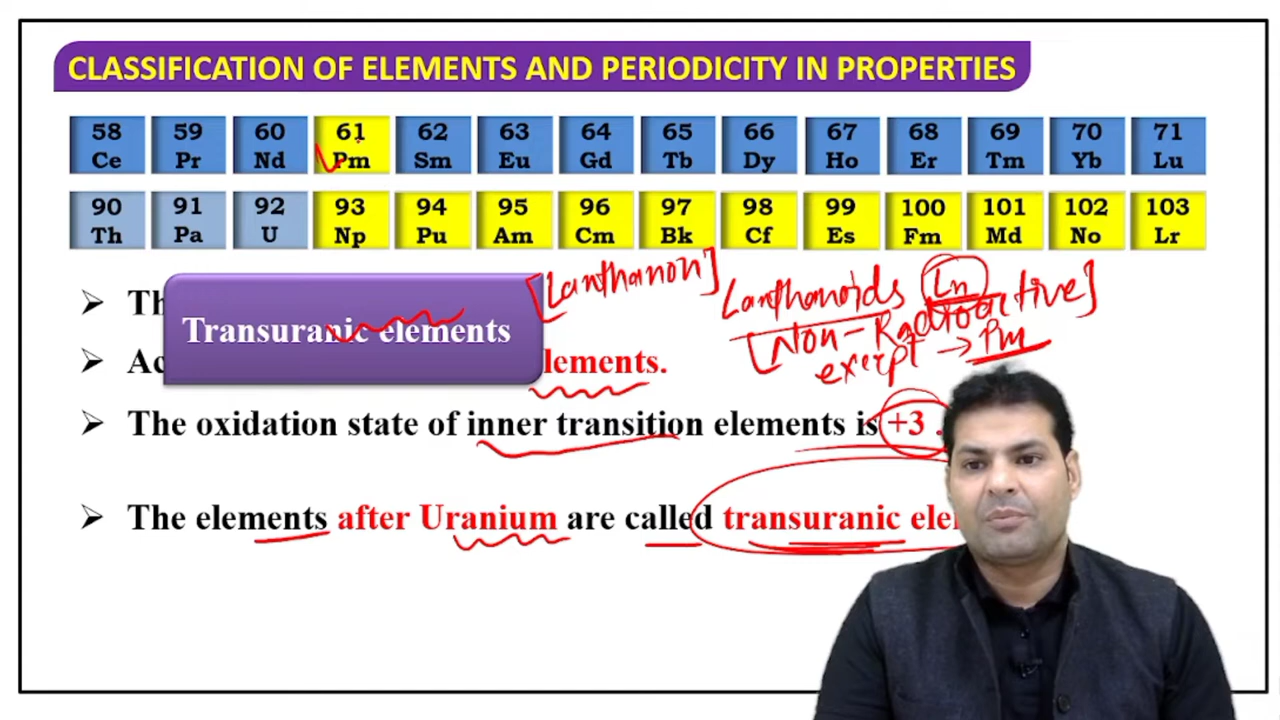 CLASSIFICATION OF ELEMENTS AND PERIODICITY IN PROPERTIES
58 59 60 61 62 63 64 65 66 67 68 69 70 71
Ce Pr Nd Pm Sm Eu Gd Tb Dy Ho Er Tm Yb Lu
90 91 92 93 94 95 96 97 98 99 100 101 102 103
Th Pa U Np Pu Am Cm Bk Cf Es Fm Md No Lr
[Lanthanon]
Lanthanoids Ln
[Non-Radioactive]
exept → Pm
Th
Transuranic elements
Ac
lements.
The oxidation state of inner transition elements is +3 .
The elements after Uranium are called transuranic ele